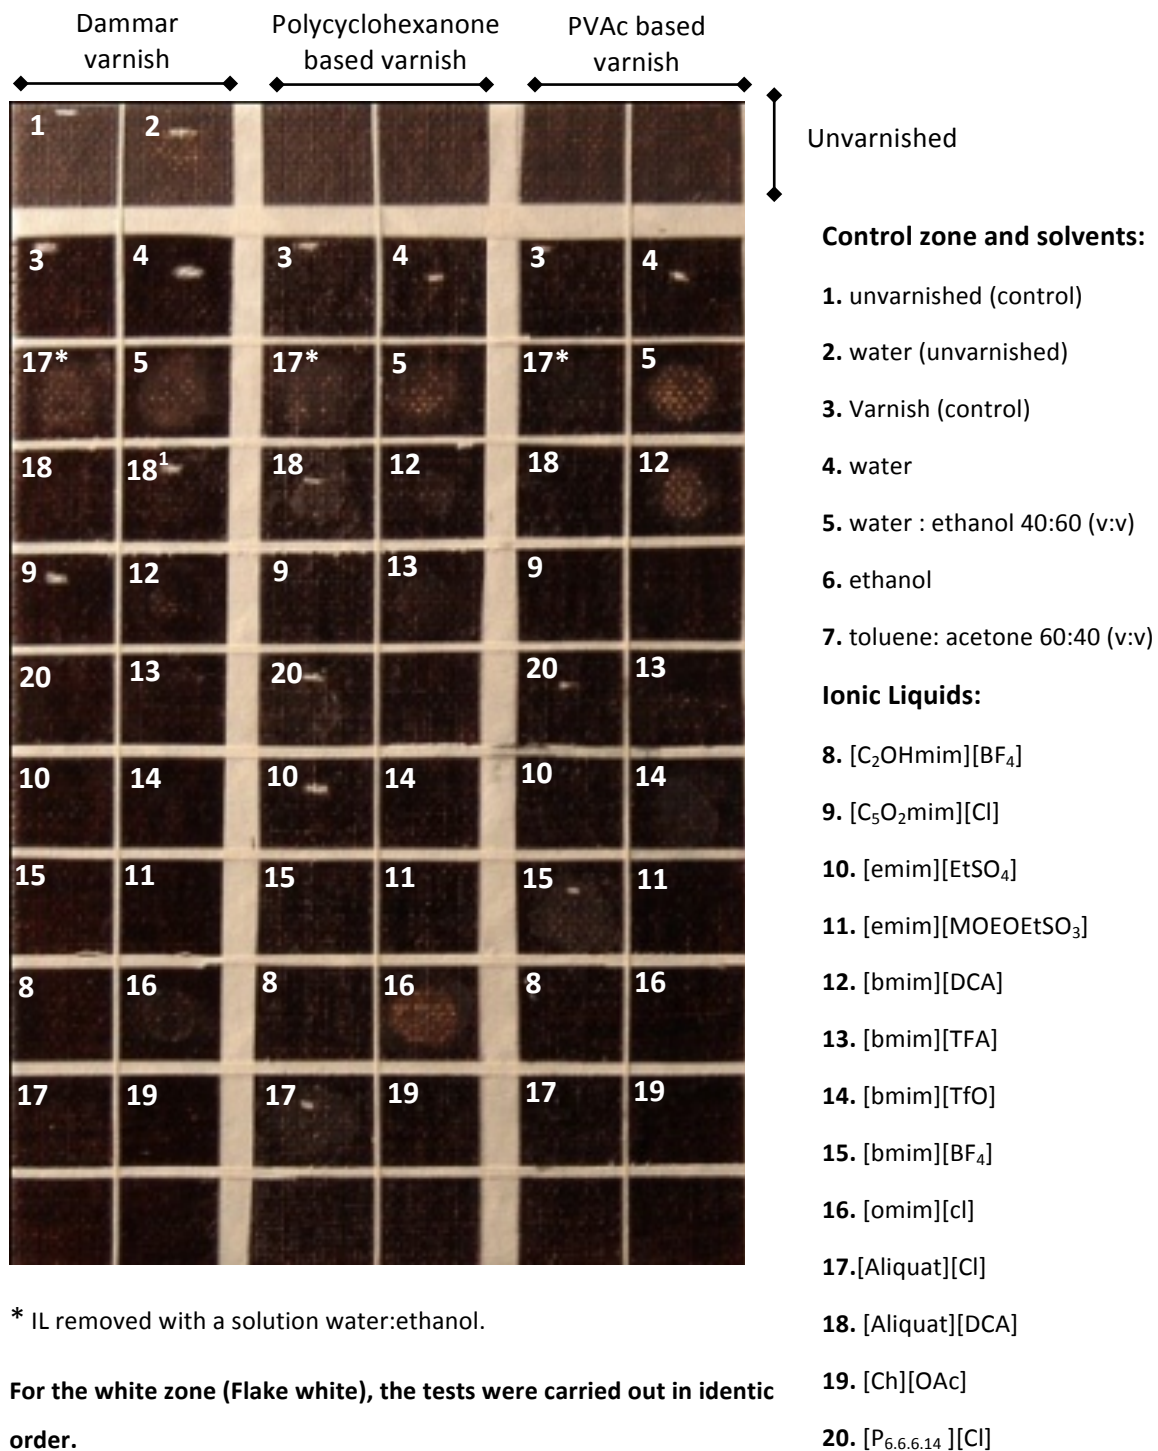 Dammar
varnish
Polycyclohexanone
based varnish
PVAc based
varnish
Unvarnished
1 2
3 4 3 4 3 4
17* 5 17* 5 17* 5
18 18¹ 18 12 18 12
9 12 9 13 9
20 13 20 20 13
10 14 10 14 10 14
15 11 15 11 15 11
8 16 8 16 8 16
17 19 17 19 17 19
* IL removed with a solution water:ethanol.
For the white zone (Flake white), the tests were carried out in identic
order.
Control zone and solvents:
1. unvarnished (control)
2. water (unvarnished)
3. Varnish (control)
4. water
5. water : ethanol 40:60 (v:v)
6. ethanol
7. toluene: acetone 60:40 (v:v)
Ionic Liquids:
8. [C₂OHmim][BF₄]
9. [C₅O₂mim][Cl]
10. [emim][EtSO₄]
11. [emim][MOEOEtSO₃]
12. [bmim][DCA]
13. [bmim][TFA]
14. [bmim][TfO]
15. [bmim][BF₄]
16. [omim][cl]
17.[Aliquat][Cl]
18. [Aliquat][DCA]
19. [Ch][OAc]
20. [P₆.₆.₆.₁₄ ][Cl]